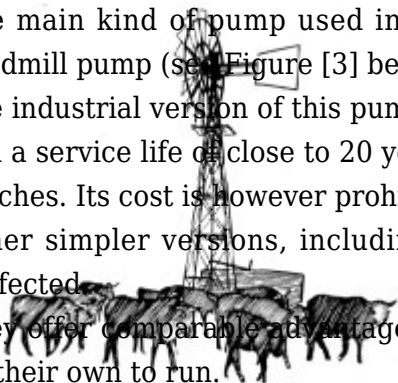 e main kind of pump used in
dmill pump (see Figure [3] be
e industrial version of this pum
a service life of close to 20 ye
ches. Its cost is however proh
er simpler versions, includi
fected.
ey offer comparable advantage
their own to run.